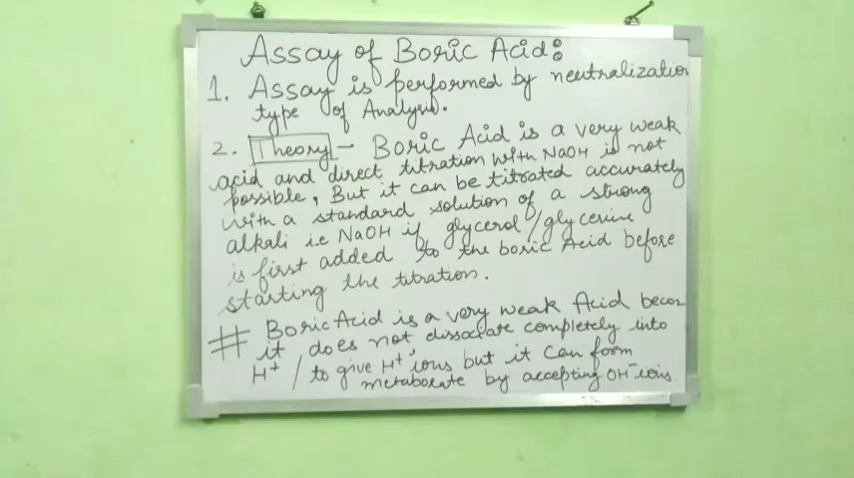 Assay of Boric Acid:
1. Assay is performed by neutralization
type of Analysis.
2. Theory - Boric Acid is a very weak
acid and direct titration with NaOH is not
possible, But it can be titrated accurately
with a standard solution of a strong
alkali i.e NaOH if glycerol/glycerine
is first added to the boric Acid before
starting the titration.
# Boric Acid is a very weak Acid becoz
it does not dissociate completely into
H+ / to give H+ ions but it can form
metaborate by accepting OH- ions.